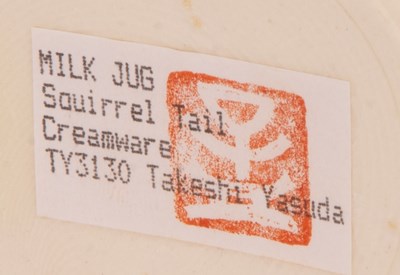 MILK JUG
Squirrel Tail
Creamware
TY3130 Takeshi Yasuda